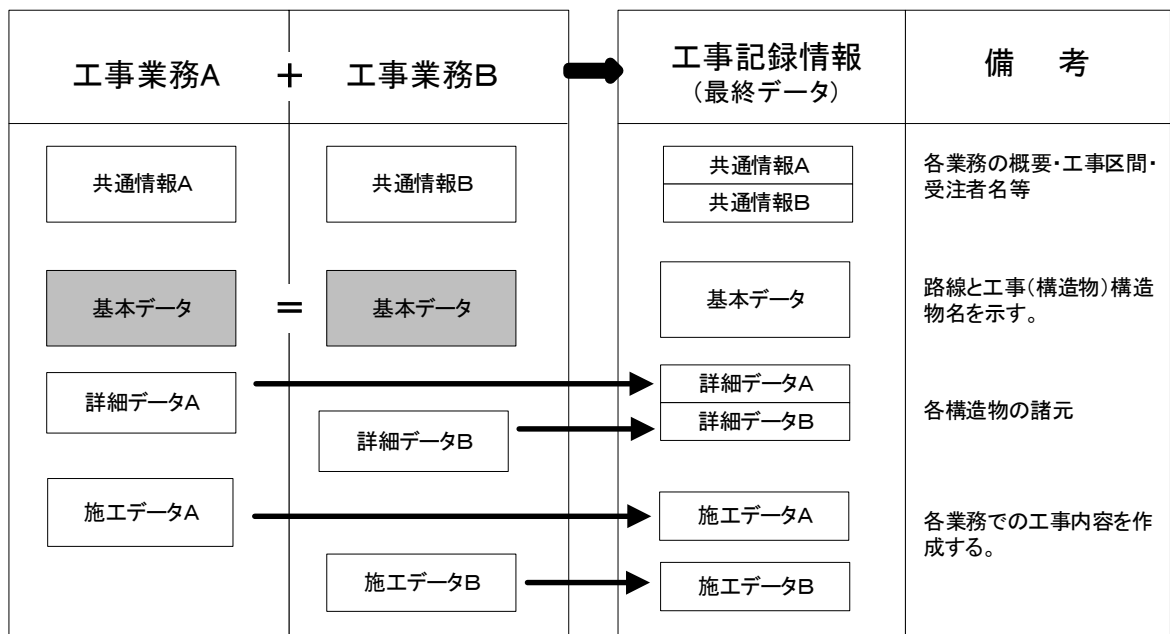 工事業務A + 工事業務B
工事記録情報
(最終データ)
備 考
共通情報A
共通情報B
共通情報A
共通情報B
各業務の概要・工事区間・
受注者名等
基本データ = 基本データ
基本データ
路線と工事(構造物)構造
物名を示す。
詳細データA
詳細データB
詳細データA
詳細データB
各構造物の諸元
施工データA
施工データB
施工データA
施工データB
各業務での工事内容を作
成する。